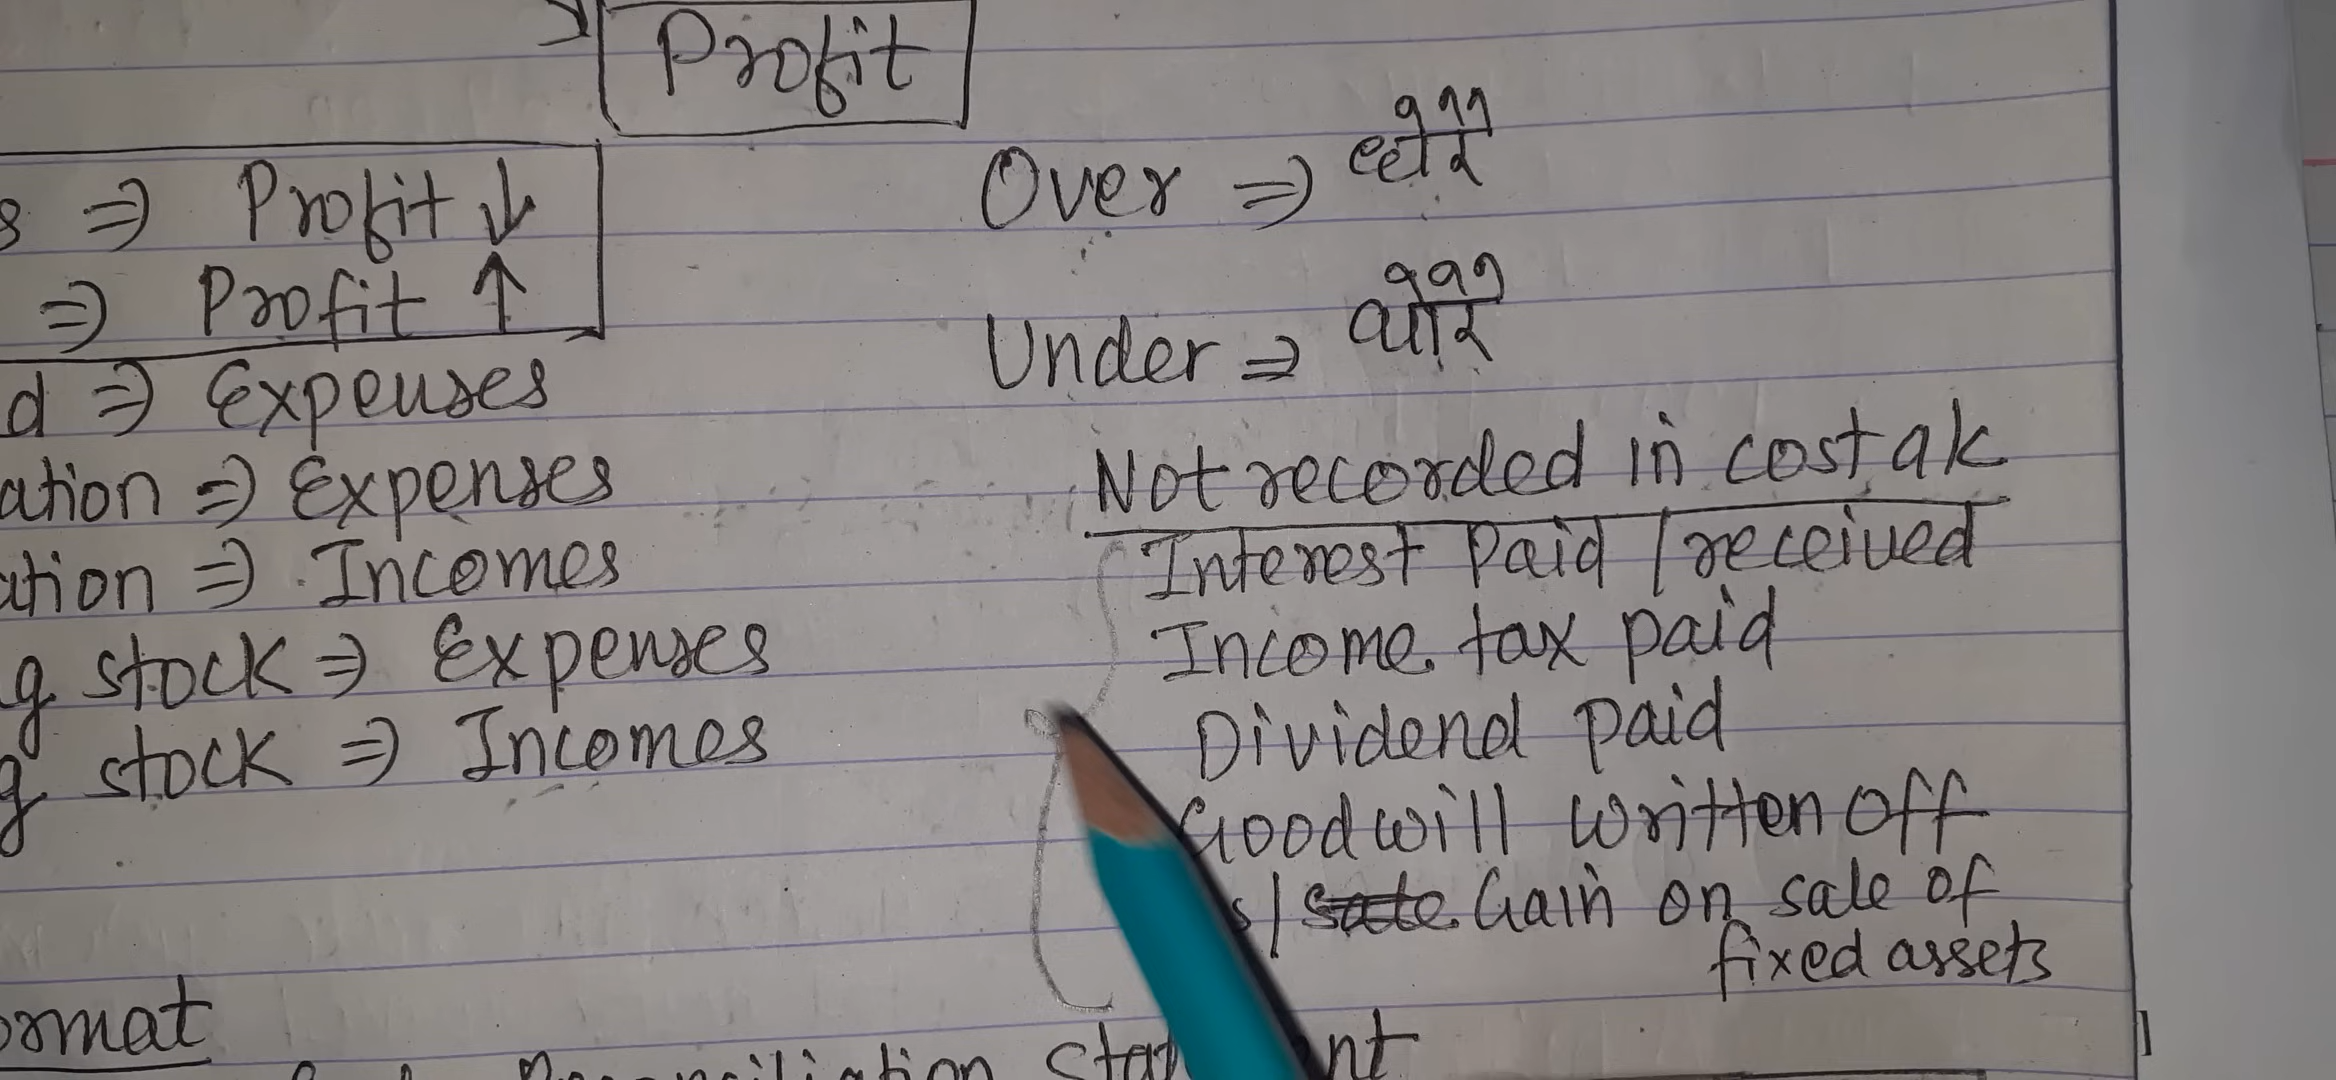 Profit
s ⇒ Profit ↓
⇒ Profit ↑
d ⇒ Expenses
ation ⇒ Expenses
ation ⇒ Incomes
g stock ⇒ Expenses
g stock ⇒ Incomes
Over ⇒
Under ⇒
Not recorded in cost a/c
Interest Paid / received
Income tax paid
Dividend paid
Goodwill written off
s / Gain on sale of
fixed assets
ormat